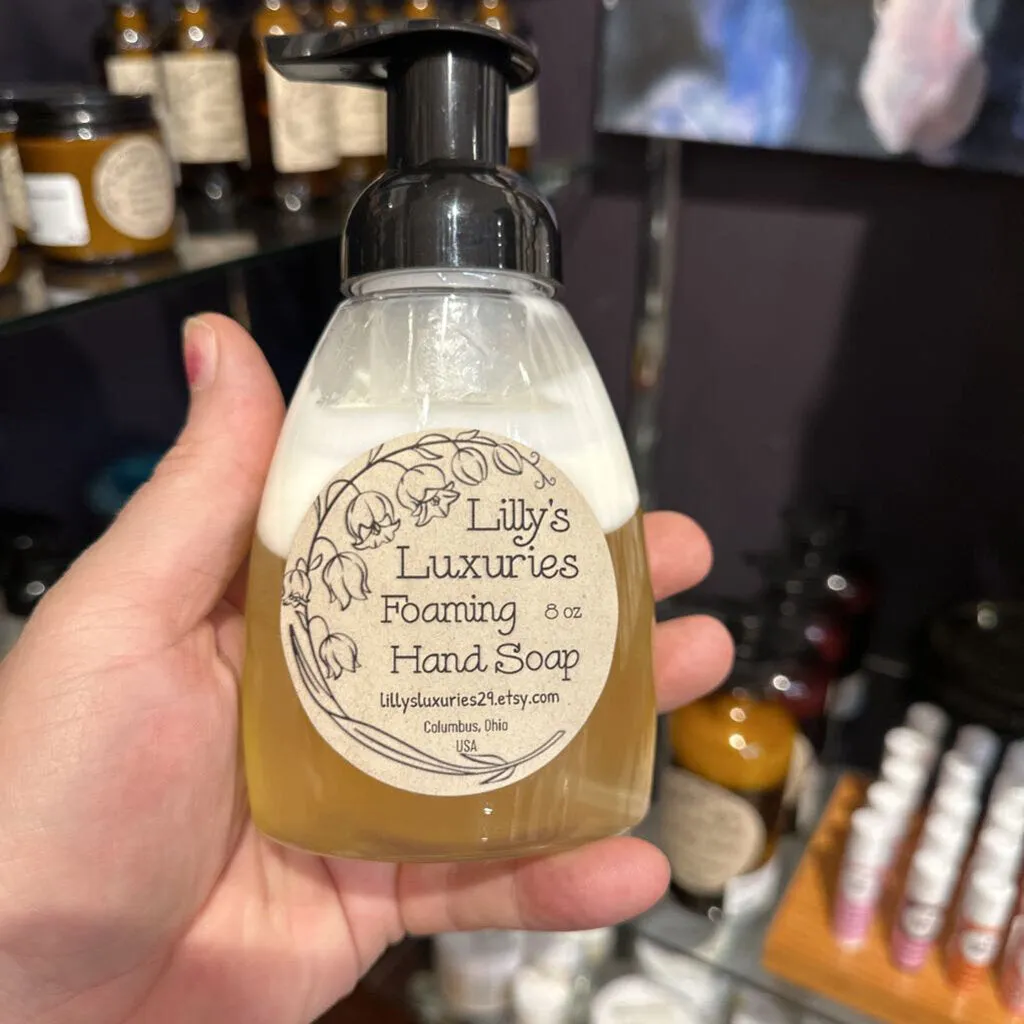 Lilly's
Luxuries
Foaming 8 oz
Hand Soap
lillysluxuries29.etsy.com
Columbus, Ohio
USA